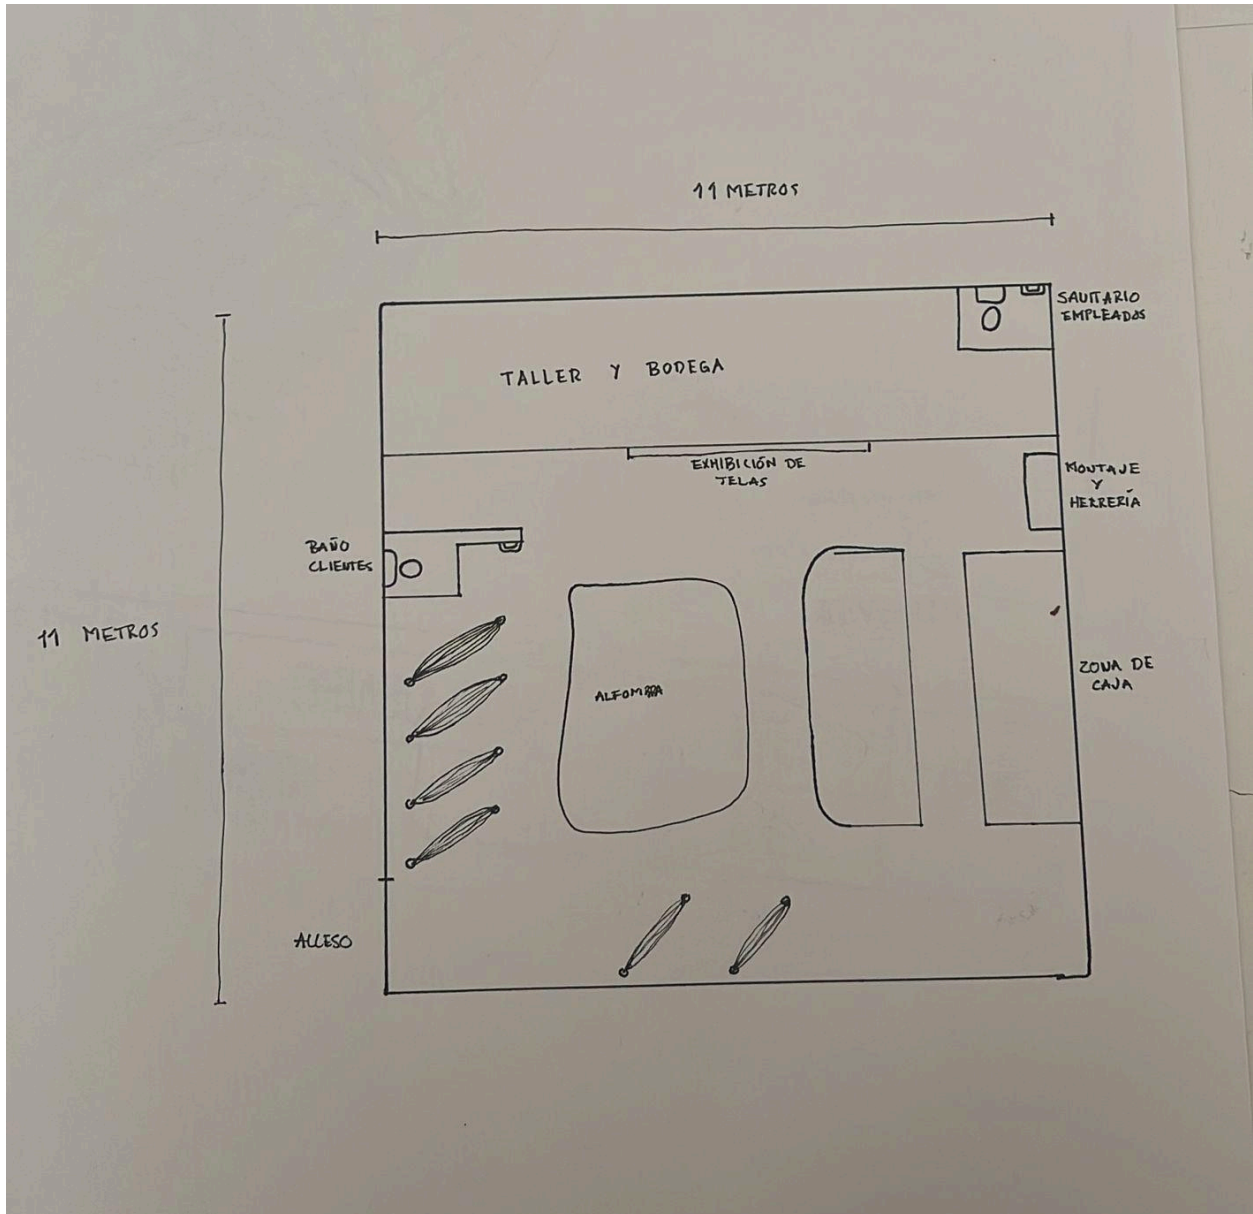 11 METROS
SANITARIO
EMPLEADOS
TALLER Y BODEGA
EXHIBICIÓN DE
TELAS
MONTAJE
Y
HERRERÍA
BAÑO
CLIENTES
11 METROS
ALFOMBRA
ZONA DE
CAJA
ACCESO